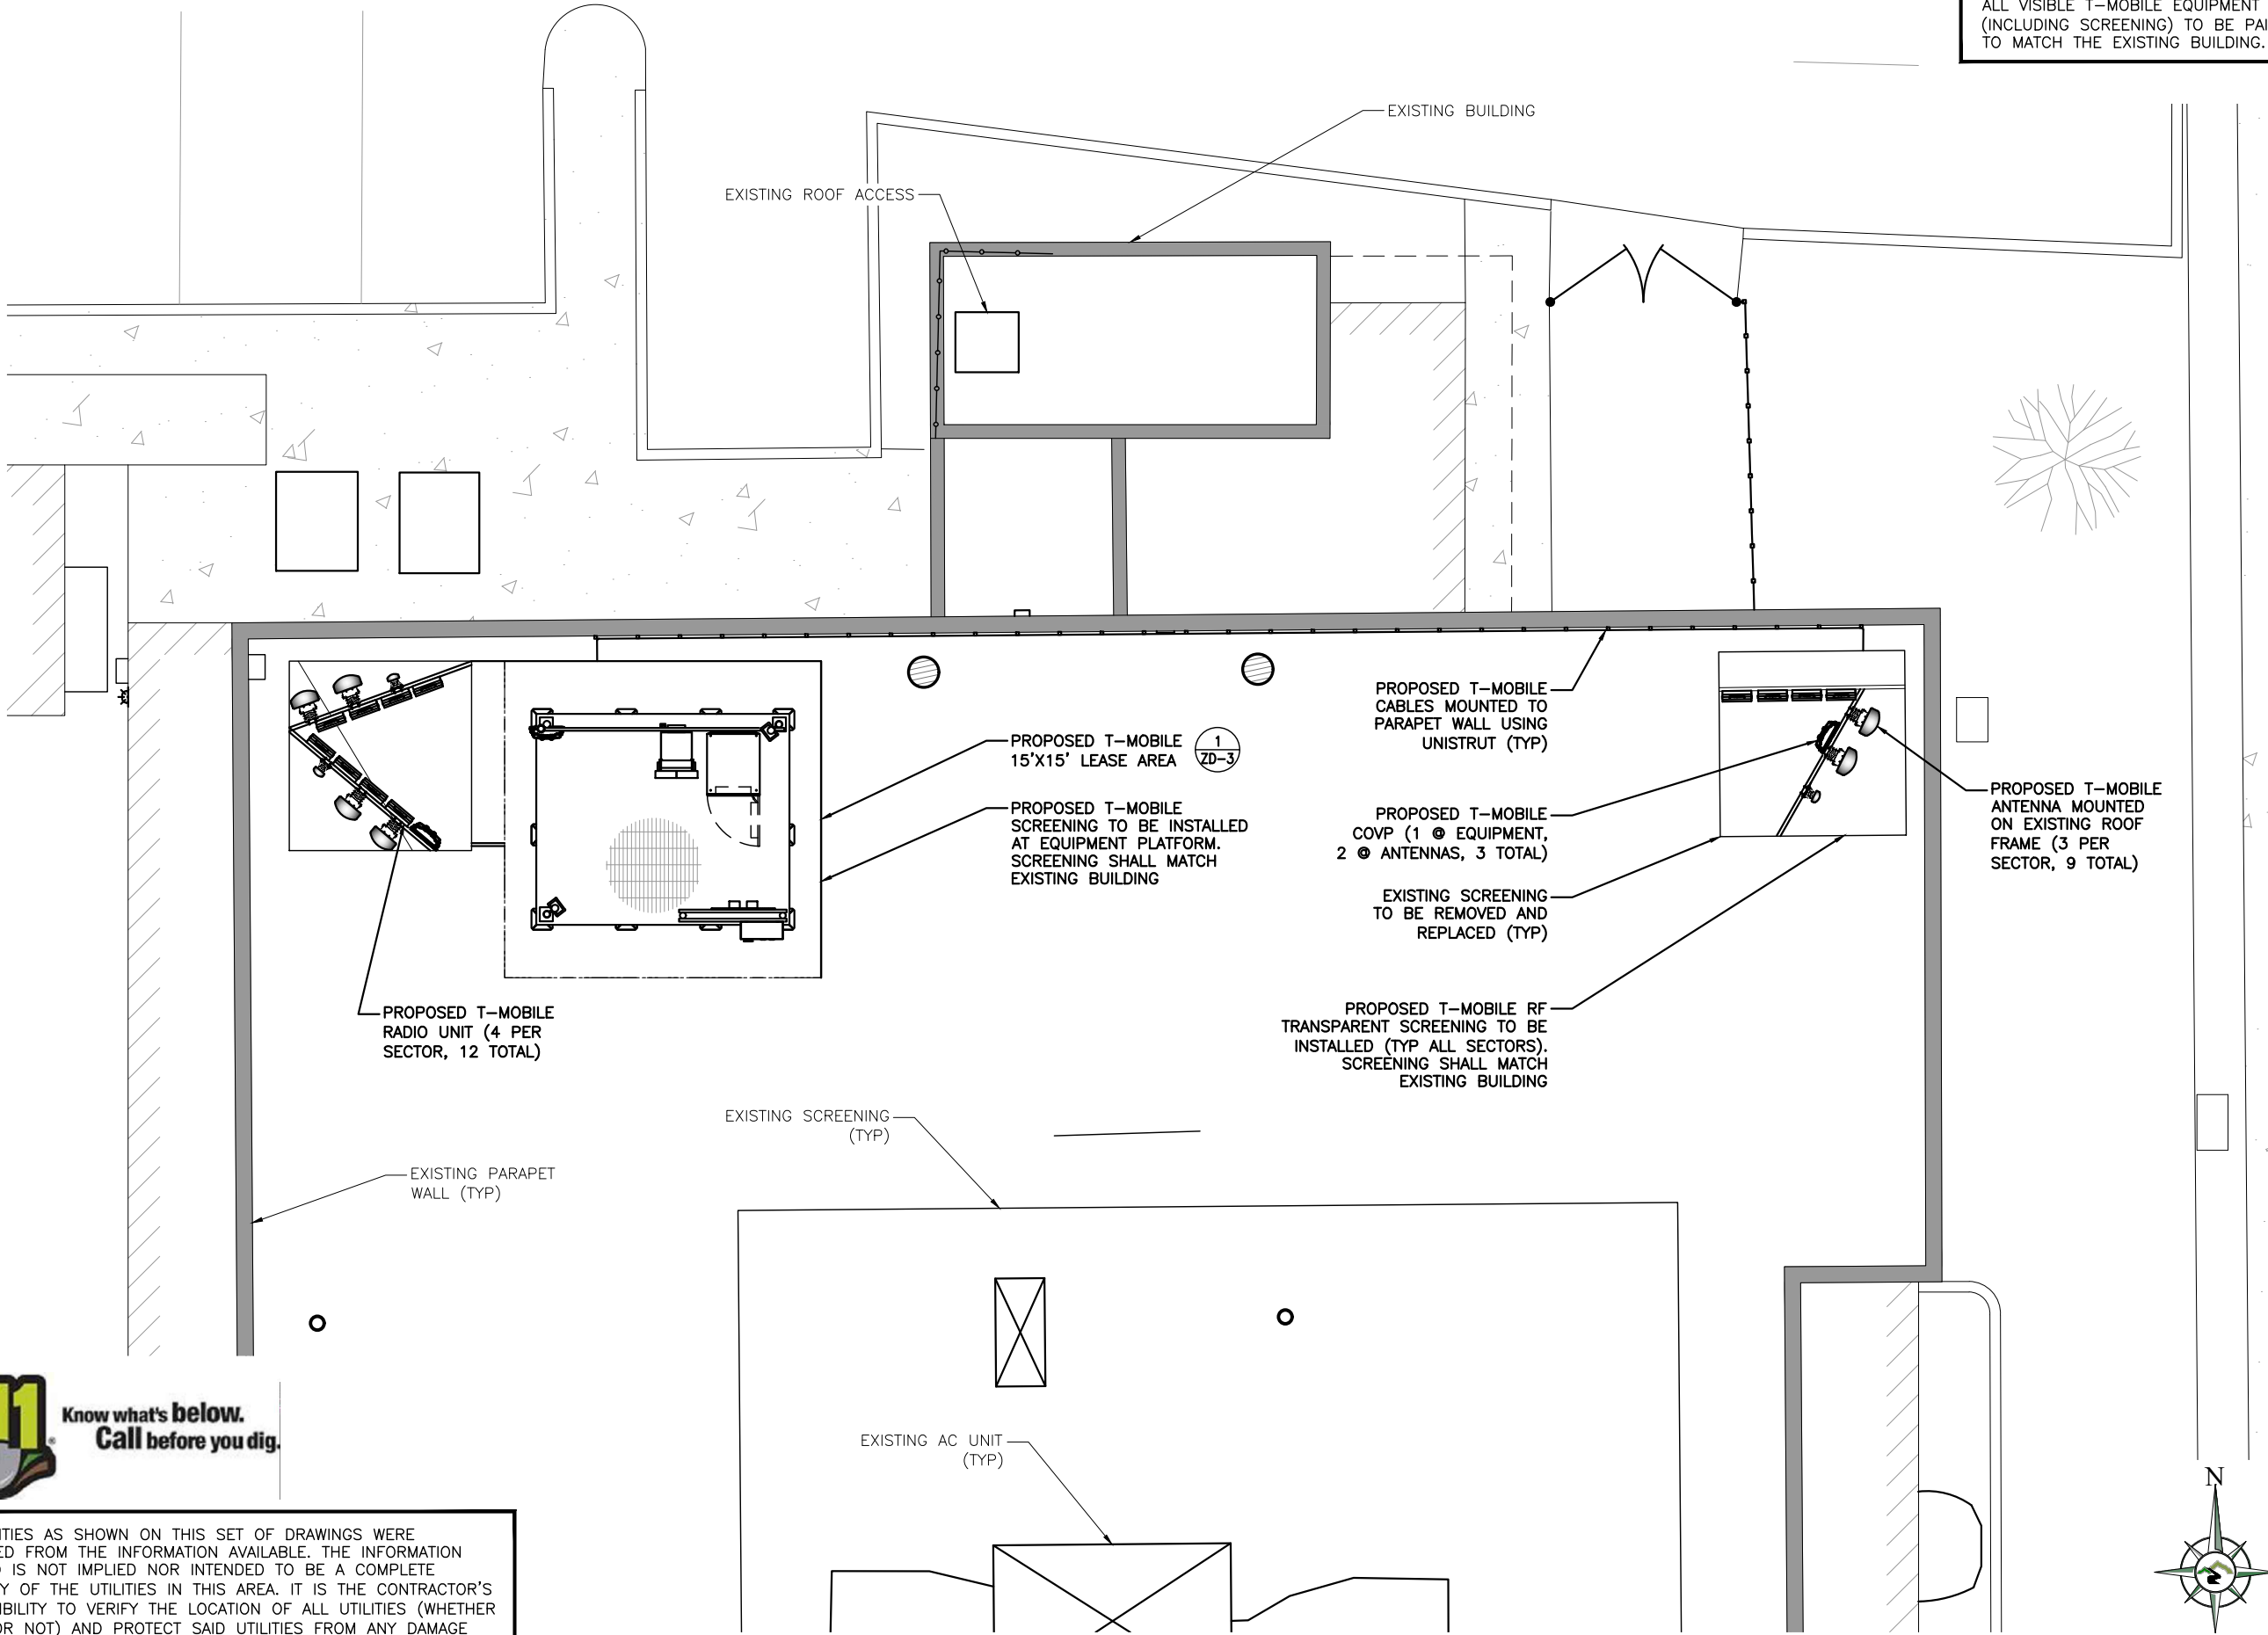 ALL VISIBLE T-MOBILE EQUIPMENT
(INCLUDING SCREENING) TO BE
TO MATCH THE EXISTING BUILDING.
EXISTING BUILDING
EXISTING ROOF ACCESS
PROPOSED T-MOBILE
CABLES MOUNTED TO
PARAPET WALL USING
UNISTRUT (TYP)
PROPOSED T-MOBILE
15'X15' LEASE AREA
1
ZD-3
PROPOSED T-MOBILE
SCREENING TO BE INSTALLED
AT EQUIPMENT PLATFORM.
SCREENING SHALL MATCH
EXISTING BUILDING
PROPOSED T-MOBILE
COVP (1 @ EQUIPMENT,
2 @ ANTENNAS, 3 TOTAL)
PROPOSED T-MOBILE
ANTENNA MOUNTED
ON EXISTING ROOF
FRAME (3 PER
SECTOR, 9 TOTAL)
EXISTING SCREENING
TO BE REMOVED AND
REPLACED (TYP)
PROPOSED T-MOBILE
RADIO UNIT (4 PER
SECTOR, 12 TOTAL)
PROPOSED T-MOBILE RF
TRANSPARENT SCREENING TO BE
INSTALLED (TYP ALL SECTORS).
SCREENING SHALL MATCH
EXISTING BUILDING
EXISTING SCREENING
(TYP)
EXISTING PARAPET
WALL (TYP)
Know what's below.
Call before you dig.
EXISTING AC UNIT
(TYP)
N
AS SHOWN ON THIS SET OF DRAWINGS WERE
FROM THE INFORMATION AVAILABLE. THE INFORMATION
IS NOT IMPLIED NOR INTENDED TO BE A COMPLETE
OF THE UTILITIES IN THIS AREA. IT IS THE CONTRACTOR'S
TO VERIFY THE LOCATION OF ALL UTILITIES (WHETHER
OR NOT) AND PROTECT SAID UTILITIES FROM ANY DAMAGE